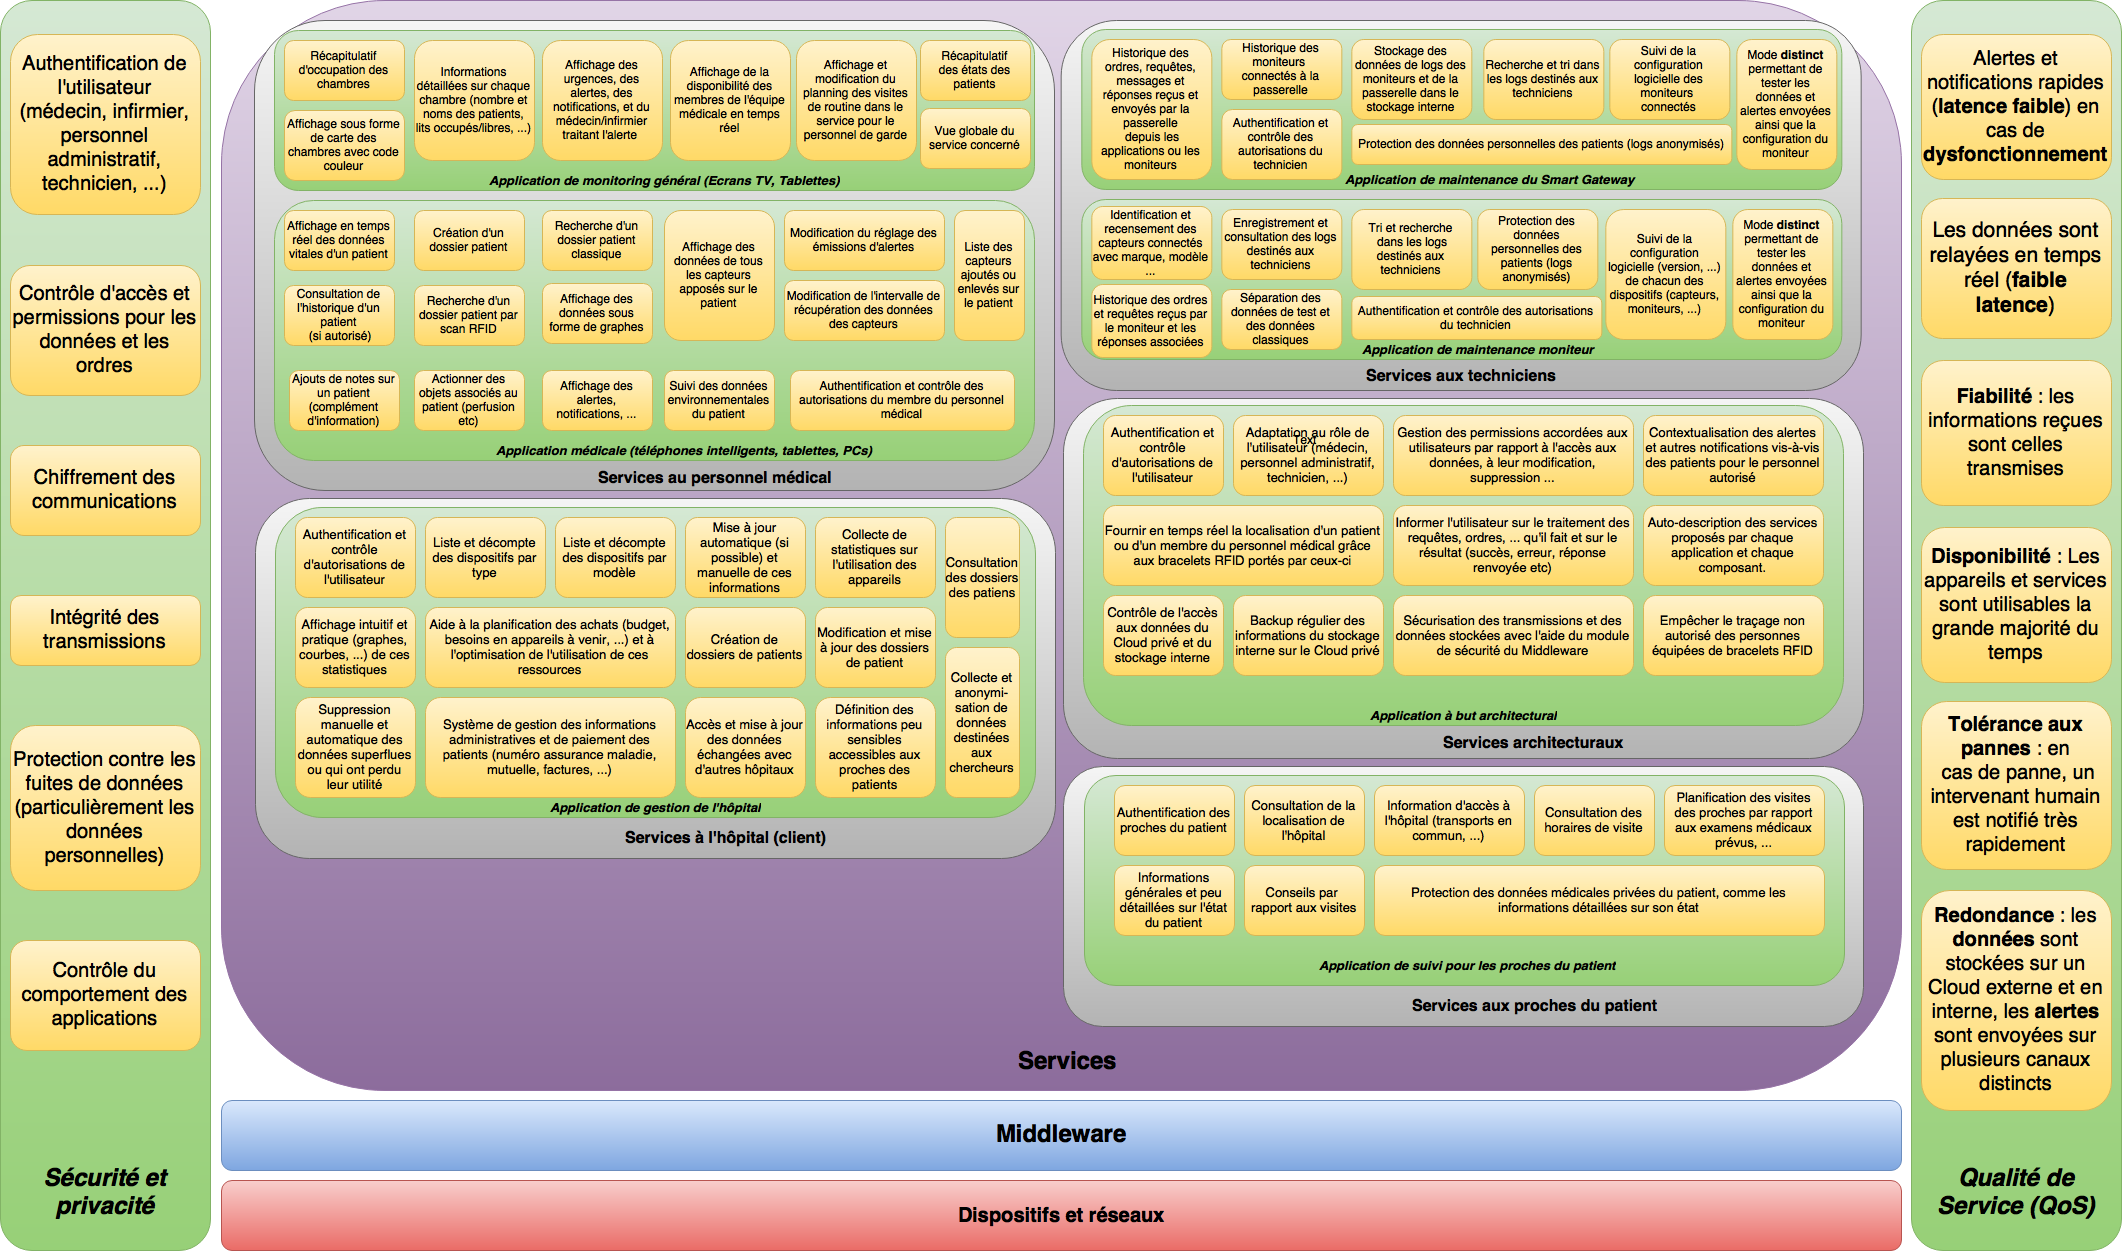 Authentification de
l'utilisateur
(médecin, infirmier,
personnel
administratif,
technicien, ...)
Contrôle d'accès et
permissions pour les
données et les
ordres
Chiffrement des
communications
Intégrité des
transmissions
Protection contre les
fuites de données
(particulièrement les
données
personnelles)
Contrôle du
comportement des
applications
Sécurité et
privacité
Récapitulatif
d'occupation des
chambres
Affichage sous forme
de carte des
chambres avec code
couleur
Informations
détaillées sur chaque
chambre (nombre et
noms des patients,
lits occupés/libres, ...)
Affichage des
urgences, des
alertes, des
notifications, et du
médecin/infirmier
traitant l'alerte
Affichage de la
disponibilité des
membres de l'équipe
médicale en temps
réel
Affichage et
modification du
planning des visites
de routine dans le
service pour le
personnel de garde
Récapitulatif
des états des
patients
Vue globale du
service concerné
Application de monitoring général (Ecrans TV, Tablettes)
Affichage en temps
réel des données
vitales d'un patient
Création d'un
dossier patient
Recherche d'un
dossier patient
classique
Affichage des
données de tous
les capteurs
apposés sur le
patient
Modification du réglage des
émissions d'alertes
Liste des
capteurs
ajoutés ou
enlevés sur
le patient
Consultation de
l'historique d'un
patient
(si autorisé)
Recherche d'un
dossier patient par
scan RFID
Affichage des
données sous
forme de graphes
Modification de l'intervalle de
récupération des données
des capteurs
Ajouts de notes sur
un patient
(complément
d'information)
Actionner des
objets associés au
patient (perfusion
etc)
Affichage des
alertes,
notifications, ...
Suivi des données
environnementales
du patient
Authentification et contrôle des
autorisations du membre du personnel
médical
Application médicale (téléphones intelligents, tablettes, PCs)
Services au personnel médical
Authentification et
contrôle
d'autorisations de
l'utilisateur
Liste et décompte
des dispositifs par
type
Liste et décompte
des dispositifs par
modèle
Mise à jour
automatique (si
possible) et
manuelle de ces
informations
Collecte de
statistiques sur
l'utilisation des
appareils
Consultation
des dossiers
des patiens
Affichage intuitif et
pratique (graphes,
courbes, ...) de ces
statistiques
Aide à la planification des achats (budget,
besoins en appareils à venir, ...) et à
l'optimisation de l'utilisation de ces
ressources
Création de
dossiers de patients
Modification et mise
à jour des dossiers
de patient
Collecte et
anonymi-
sation de
données
destinées
aux
chercheurs
Suppression
manuelle et
automatique des
données superflues
ou qui ont perdu
leur utilité
Système de gestion des informations
administratives et de paiement des
patients (numéro assurance maladie,
mutuelle, factures, ...)
Accès et mise à jour
des données
échangées avec
d'autres hôpitaux
Définition des
informations peu
sensibles
accessibles aux
proches des
patients
Application de gestion de l'hôpital
Services à l'hôpital (client)
Historique des
ordres, requêtes,
messages et
réponses reçus et
envoyés par la
passerelle
depuis les
applications ou les
moniteurs
Historique des
moniteurs
connectés à la
passerelle
Authentification et
contrôle des
autorisations du
technicien
Stockage des
données de logs des
moniteurs et de la
passerelle dans le
stockage interne
Recherche et tri dans
les logs destinés aux
techniciens
Suivi de la
configuration
logicielle des
moniteurs
connectés
Mode distinct
permettant de
tester les
données et
alertes envoyées
ainsi que la
configuration du
moniteur
Protection des données personnelles des patients (logs anonymisés)
Application de maintenance du Smart Gateway
Identification et
recensement des
capteurs connectés
avec marque, modèle
...
Enregistrement et
consultation des logs
destinés aux
techniciens
Tri et recherche
dans les logs
destinés aux
techniciens
Protection des
données
personnelles des
patients (logs
anonymisés)
Suivi de la
configuration
logicielle (version, ...)
de chacun des
dispositifs (capteurs,
moniteurs, ...)
Mode distinct
permettant de
tester les
données et
alertes envoyées
ainsi que la
configuration du
moniteur
Historique des ordres
et requêtes reçus par
le moniteur et les
réponses associées
Séparation des
données de test et
des données
classiques
Authentification et contrôle des autorisations
du technicien
Application de maintenance moniteur
Services aux techniciens
Authentification et
contrôle
d'autorisations de
l'utilisateur
Adaptation au rôle de
Text
l'utilisateur (médecin,
personnel administratif,
technicien, ...)
Gestion des permissions accordées aux
utilisateurs par rapport à l'accès aux
données, à leur modification,
suppression ...
Contextualisation des alertes
et autres notifications vis-à-vis
des patients pour le personnel
autorisé
Fournir en temps réel la localisation d'un patient
ou d'un membre du personnel médical grâce
aux bracelets RFID portés par ceux-ci
Informer l'utilisateur sur le traitement des
requêtes, ordres, ... qu'il fait et sur le
résultat (succès, erreur, réponse
renvoyée etc)
Auto-description des services
proposés par chaque
application et chaque
composant.
Contrôle de l'accès
aux données du
Cloud privé et du
stockage interne
Backup régulier des
informations du stockage
interne sur le Cloud privé
Sécurisation des transmissions et des
données stockées avec l'aide du module
de sécurité du Middleware
Empêcher le traçage non
autorisé des personnes
équipées de bracelets RFID
Application à but architectural
Services architecturaux
Authentification des
proches du patient
Consultation de la
localisation de
l'hôpital
Information d'accès à
l'hôpital (transports en
commun, ...)
Consultation des
horaires de visite
Planification des visites
des proches par rapport
aux examens médicaux
prévus, ...
Informations
générales et peu
détaillées sur l'état
du patient
Conseils par
rapport aux visites
Protection des données médicales privées du patient, comme les
informations détaillées sur son état
Application de suivi pour les proches du patient
Services aux proches du patient
Services
Middleware
Dispositifs et réseaux
Alertes et
notifications rapides
(latence faible) en
cas de
dysfonctionnement
Les données sont
relayées en temps
réel (faible
latence)
Fiabilité : les
informations reçues
sont celles
transmises
Disponibilité : Les
appareils et services
sont utilisables la
grande majorité du
temps
Tolérance aux
pannes : en
cas de panne, un
intervenant humain
est notifié très
rapidement
Redondance : les
données sont
stockées sur un
Cloud externe et en
interne, les alertes
sont envoyées sur
plusieurs canaux
distincts
Qualité de
Service (QoS)